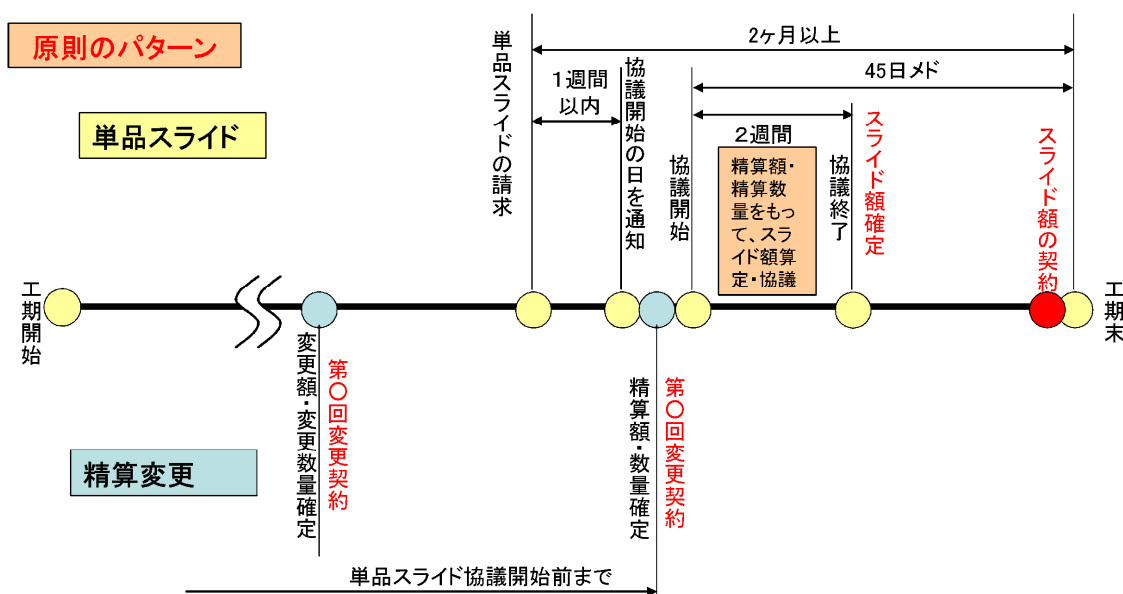 原則のパターン
単品スライド
単品スライドの請求
2ヶ月以上
1週間
以内
協議開始の日を通知
45日メド
協議開始
2週間
精算額・
精算数
量をもっ
て、スラ
イド額算
定・協議
協議終了
スライド額確定
スライド額の契約
工期開始
工期末
変更額・変更数量確定
第〇回変更契約
精算額・数量確定
第〇回変更契約
精算変更
単品スライド協議開始前まで